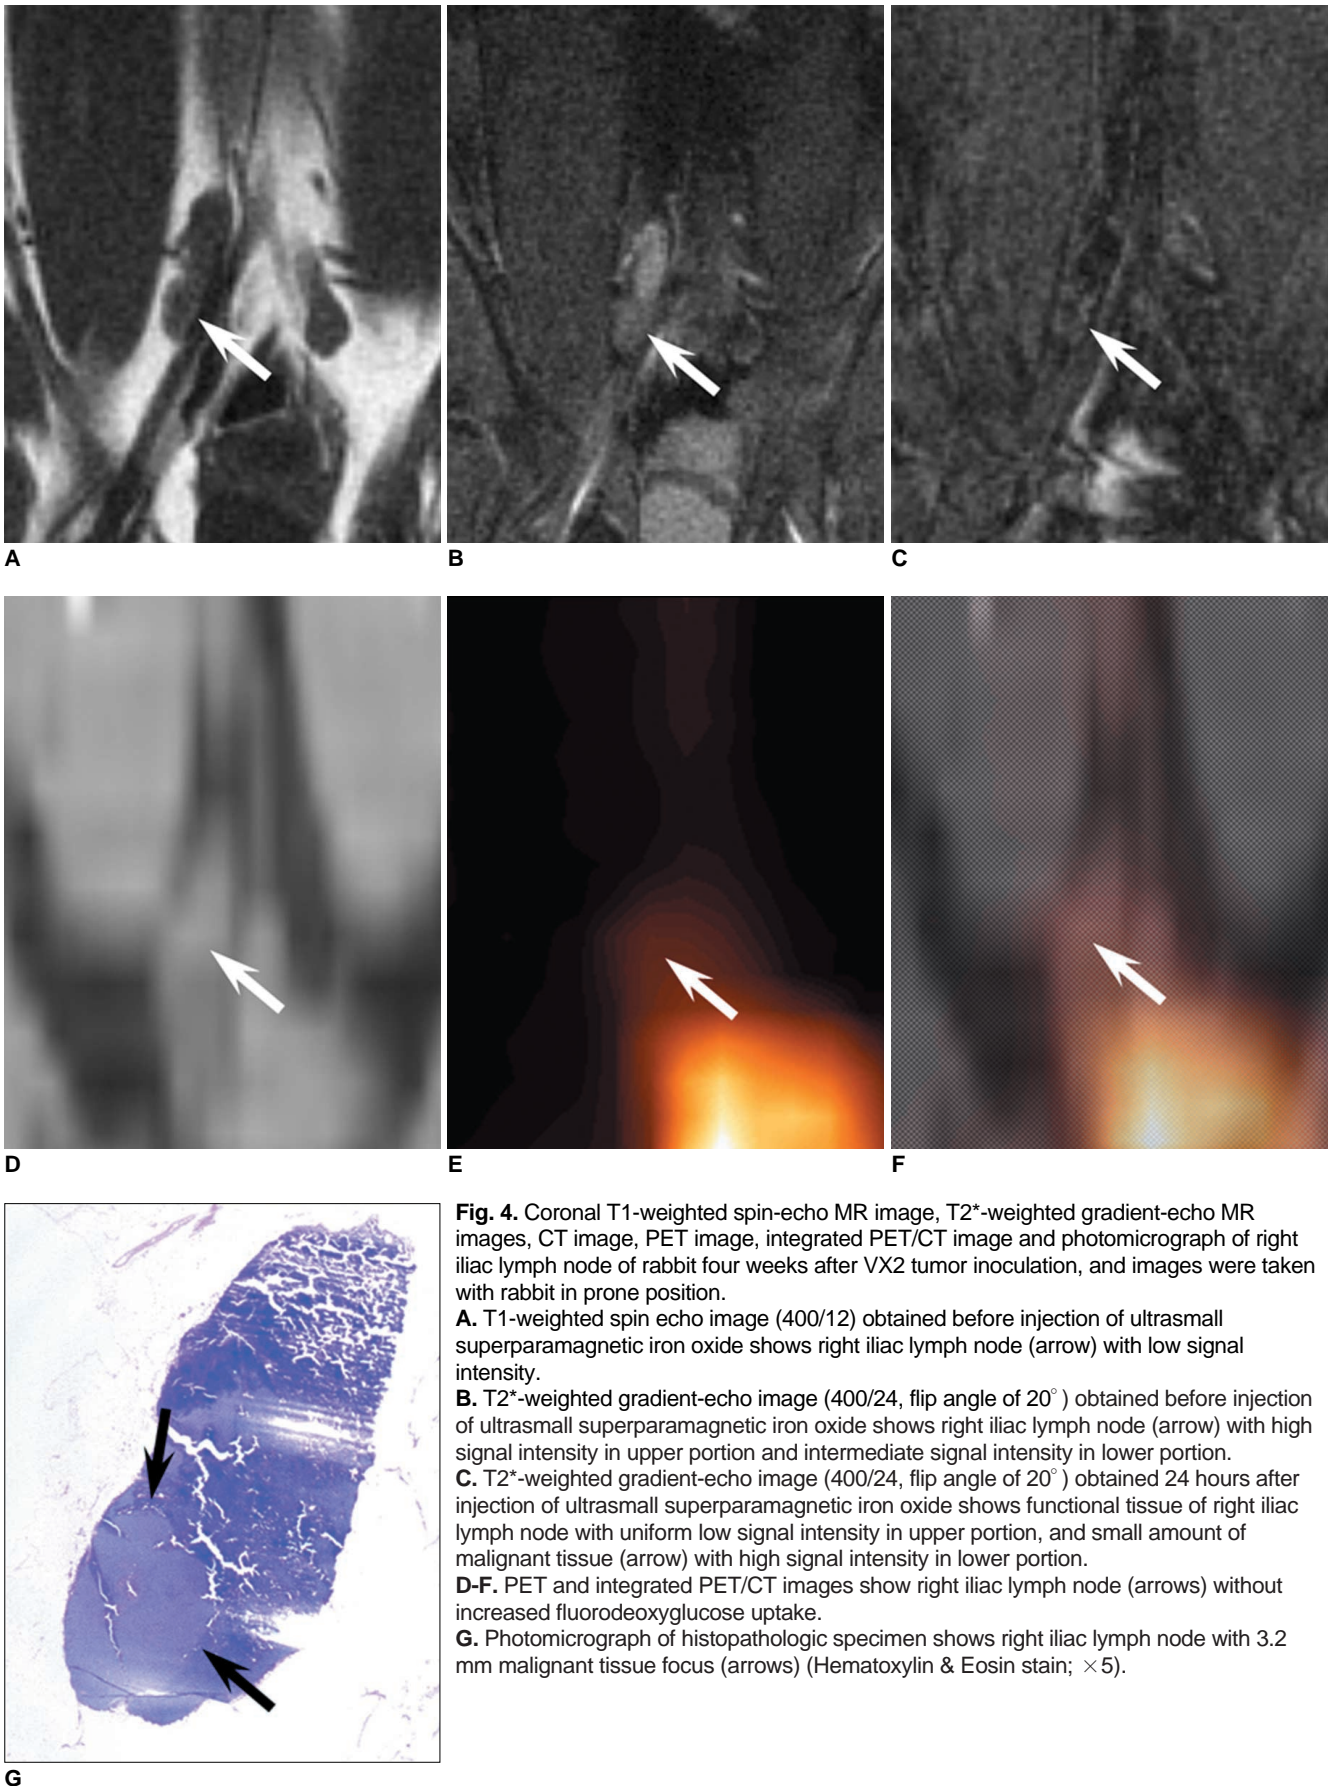 A
B
C
D
E
F
G
Fig. 4. Coronal T1-weighted spin-echo MR image, T2*-weighted gradient-echo MR
images, CT image, PET image, integrated PET/CT image and photomicrograph of right
iliac lymph node of rabbit four weeks after VX2 tumor inoculation, and images were taken
with rabbit in prone position.
A. T1-weighted spin echo image (400/12) obtained before injection of ultrasmall
superparamagnetic iron oxide shows right iliac lymph node (arrow) with low signal
intensity.
B. T2*-weighted gradient-echo image (400/24, flip angle of 20°) obtained before injection
of ultrasmall superparamagnetic iron oxide shows right iliac lymph node (arrow) with high
signal intensity in upper portion and intermediate signal intensity in lower portion.
C. T2*-weighted gradient-echo image (400/24, flip angle of 20°) obtained 24 hours after
injection of ultrasmall superparamagnetic iron oxide shows functional tissue of right iliac
lymph node with uniform low signal intensity in upper portion, and small amount of
malignant tissue (arrow) with high signal intensity in lower portion.
D-F. PET and integrated PET/CT images show right iliac lymph node (arrows) without
increased fluorodeoxyglucose uptake.
G. Photomicrograph of histopathologic specimen shows right iliac lymph node with 3.2
mm malignant tissue focus (arrows) (Hematoxylin & Eosin stain; ×5).